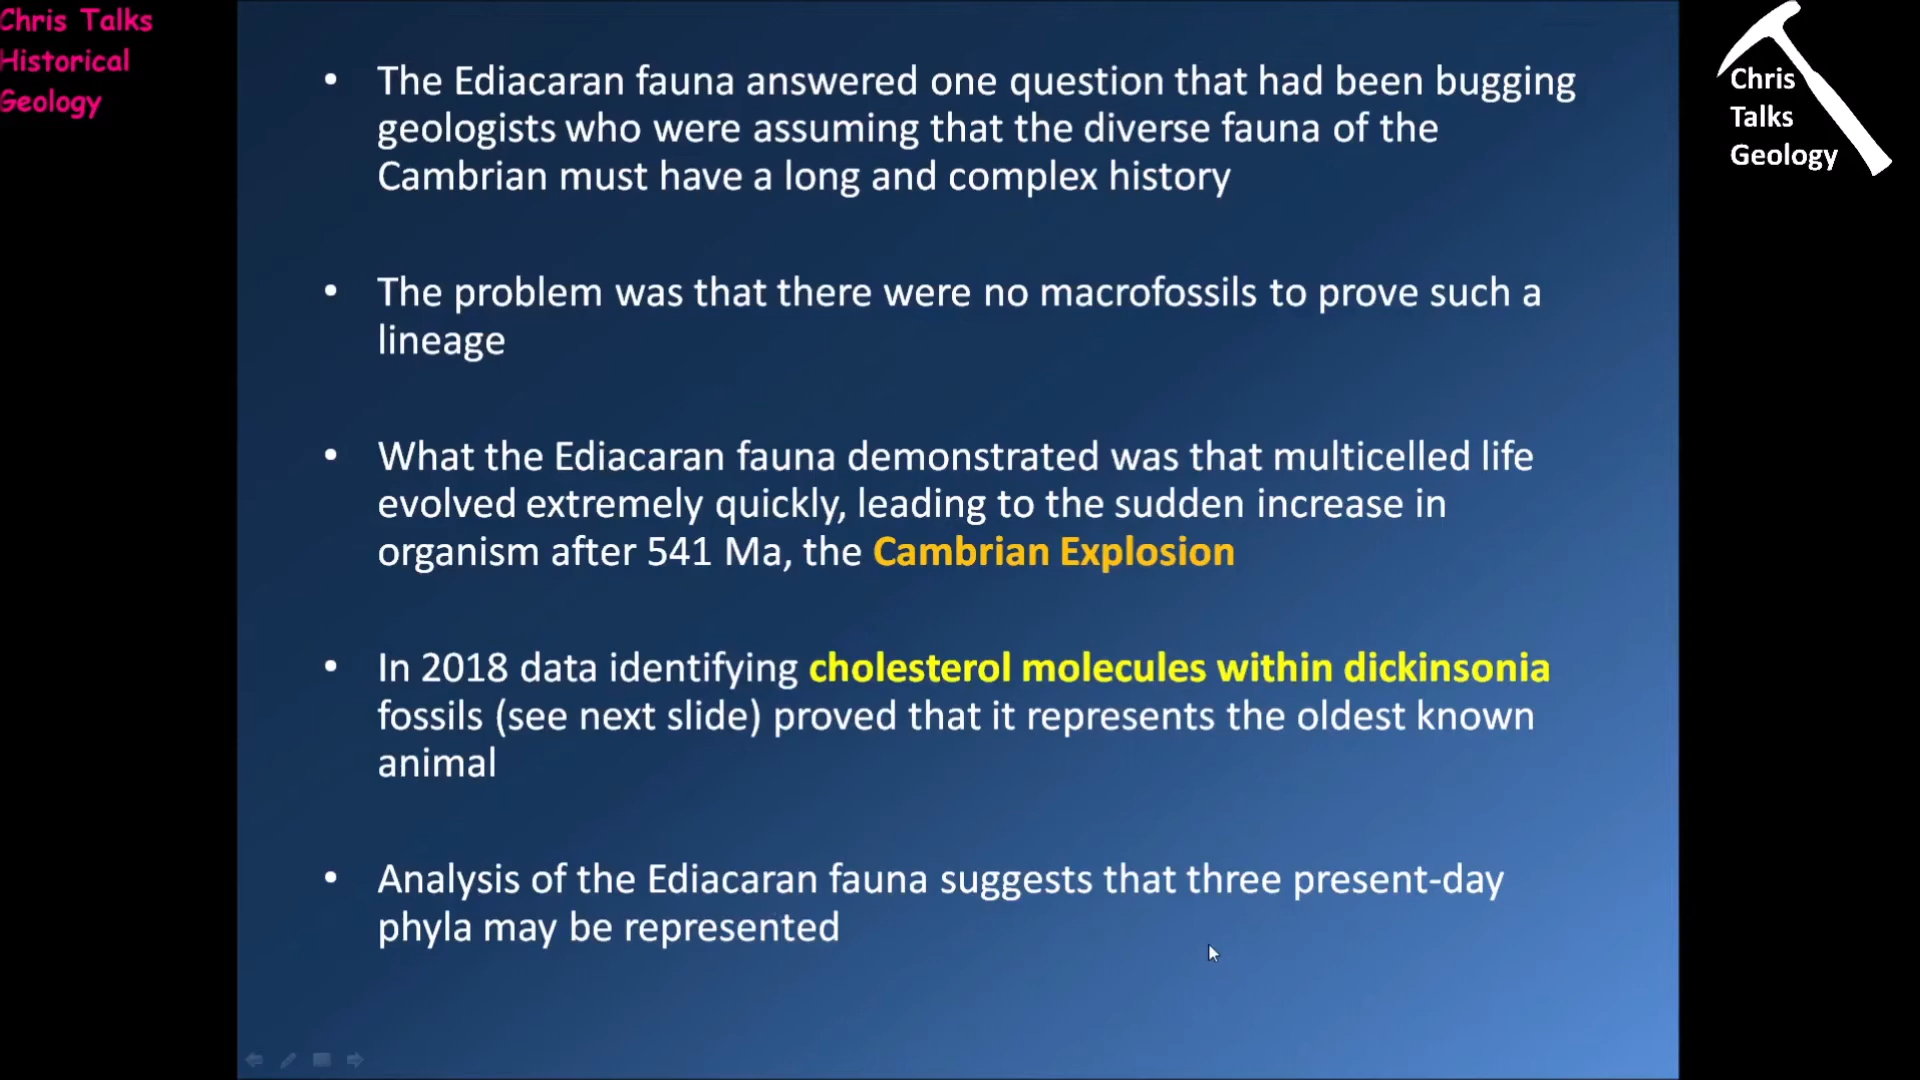 Chris Talks
Historical
Geology
Chris
Talks
Geology
• The Ediacaran fauna answered one question that had been bugging
geologists who were assuming that the diverse fauna of the
Cambrian must have a long and complex history
• The problem was that there were no macrofossils to prove such a
lineage
• What the Ediacaran fauna demonstrated was that multicelled life
evolved extremely quickly, leading to the sudden increase in
organism after 541 Ma, the Cambrian Explosion
• In 2018 data identifying cholesterol molecules within dickinsonia
fossils (see next slide) proved that it represents the oldest known
animal
• Analysis of the Ediacaran fauna suggests that three present-day
phyla may be represented